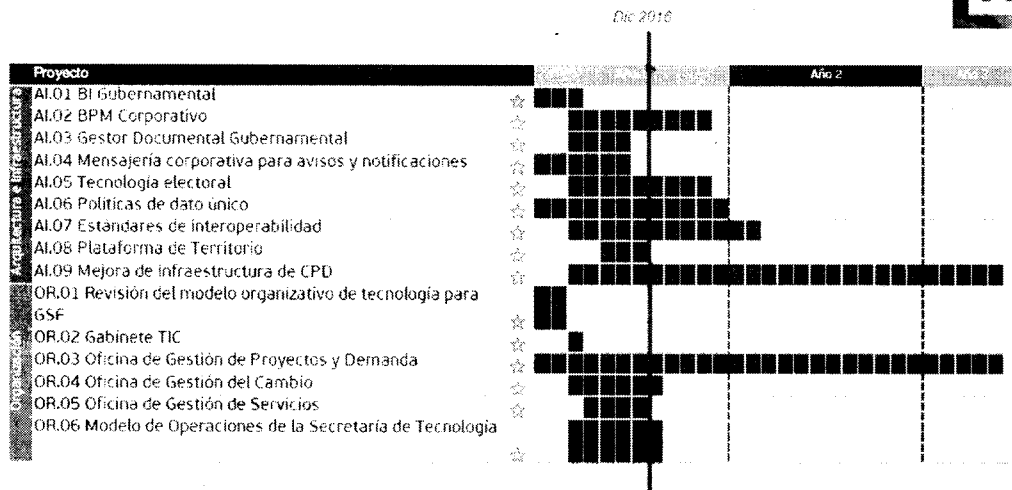 Dic 2016
Proyecto
Año 2
AI.01 BI Gubernamental
AI.02 BPM Corporativo
AI.03 Gestor Documental Gubernamental
AI.04 Mensajería corporativa para avisos y notificaciones
AI.05 Tecnología electoral
AI.06 Políticas de dato único
AI.07 Estándares de interoperabilidad
AI.08 Plataforma de Territorio
AI.09 Mejora de infraestructura de CPD
OR.01 Revisión del modelo organizativo de tecnología para
GSF
OR.02 Gabinete TIC
OR.03 Oficina de Gestión de Proyectos y Demanda
OR.04 Oficina de Gestión del Cambio
OR.05 Oficina de Gestión de Servicios
OR.06 Modelo de Operaciones de la Secretaría de Tecnología
Arquitectura e Infraestructura
Organización